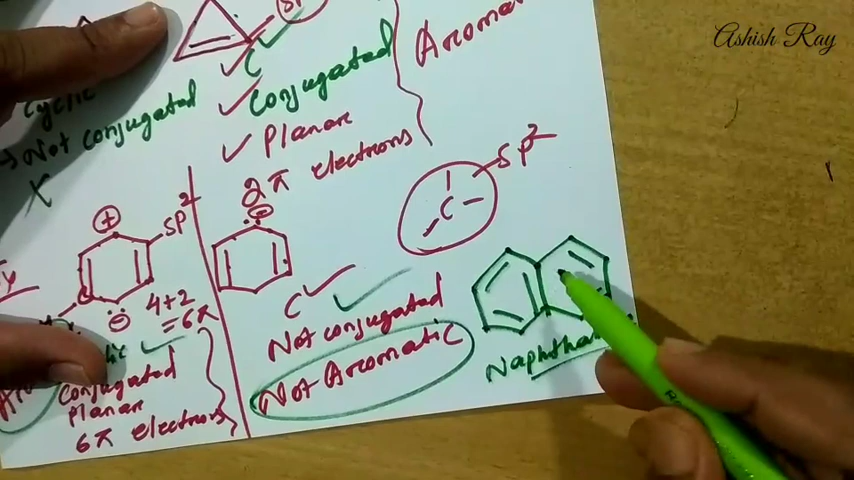 Ashish Ray
SP
Cyclic
→ Not conjugated
X
C
Conjugated
Planar
2π electrons
Aroma
SP²
4+2
=6π
Conjugated
Planar
6π electrons
C
Not conjugated
Not Aromatic
C
SP²
Naphtha